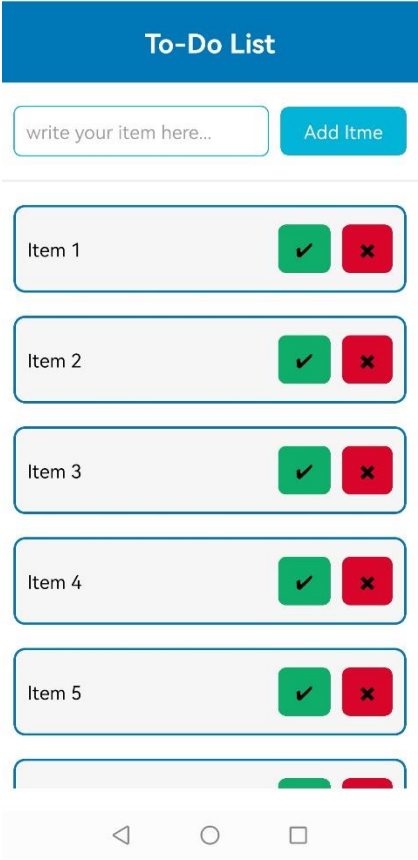 To-Do List
write your item here...
Add Itme
Item 1 ✔ ✖
Item 2 ✔ ✖
Item 3 ✔ ✖
Item 4 ✔ ✖
Item 5 ✔ ✖